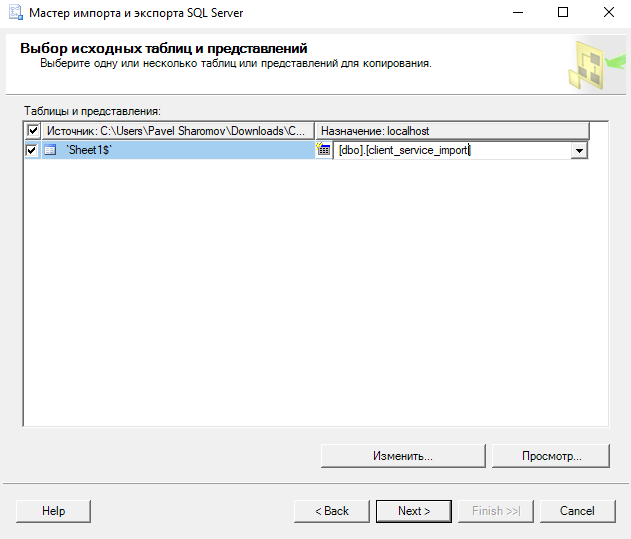 Мастер импорта и экспорта SQL Server
Выбор исходных таблиц и представлений
Выберите одну или несколько таблиц или представлений для копирования.
Таблицы и представления:
Источник: C:\Users\Pavel Sharomov\Downloads\C... Назначение: localhost
`Sheet1$` [dbo].[client_service_import]
Изменить... Просмотр...
Help < Back Next > Finish >>| Cancel